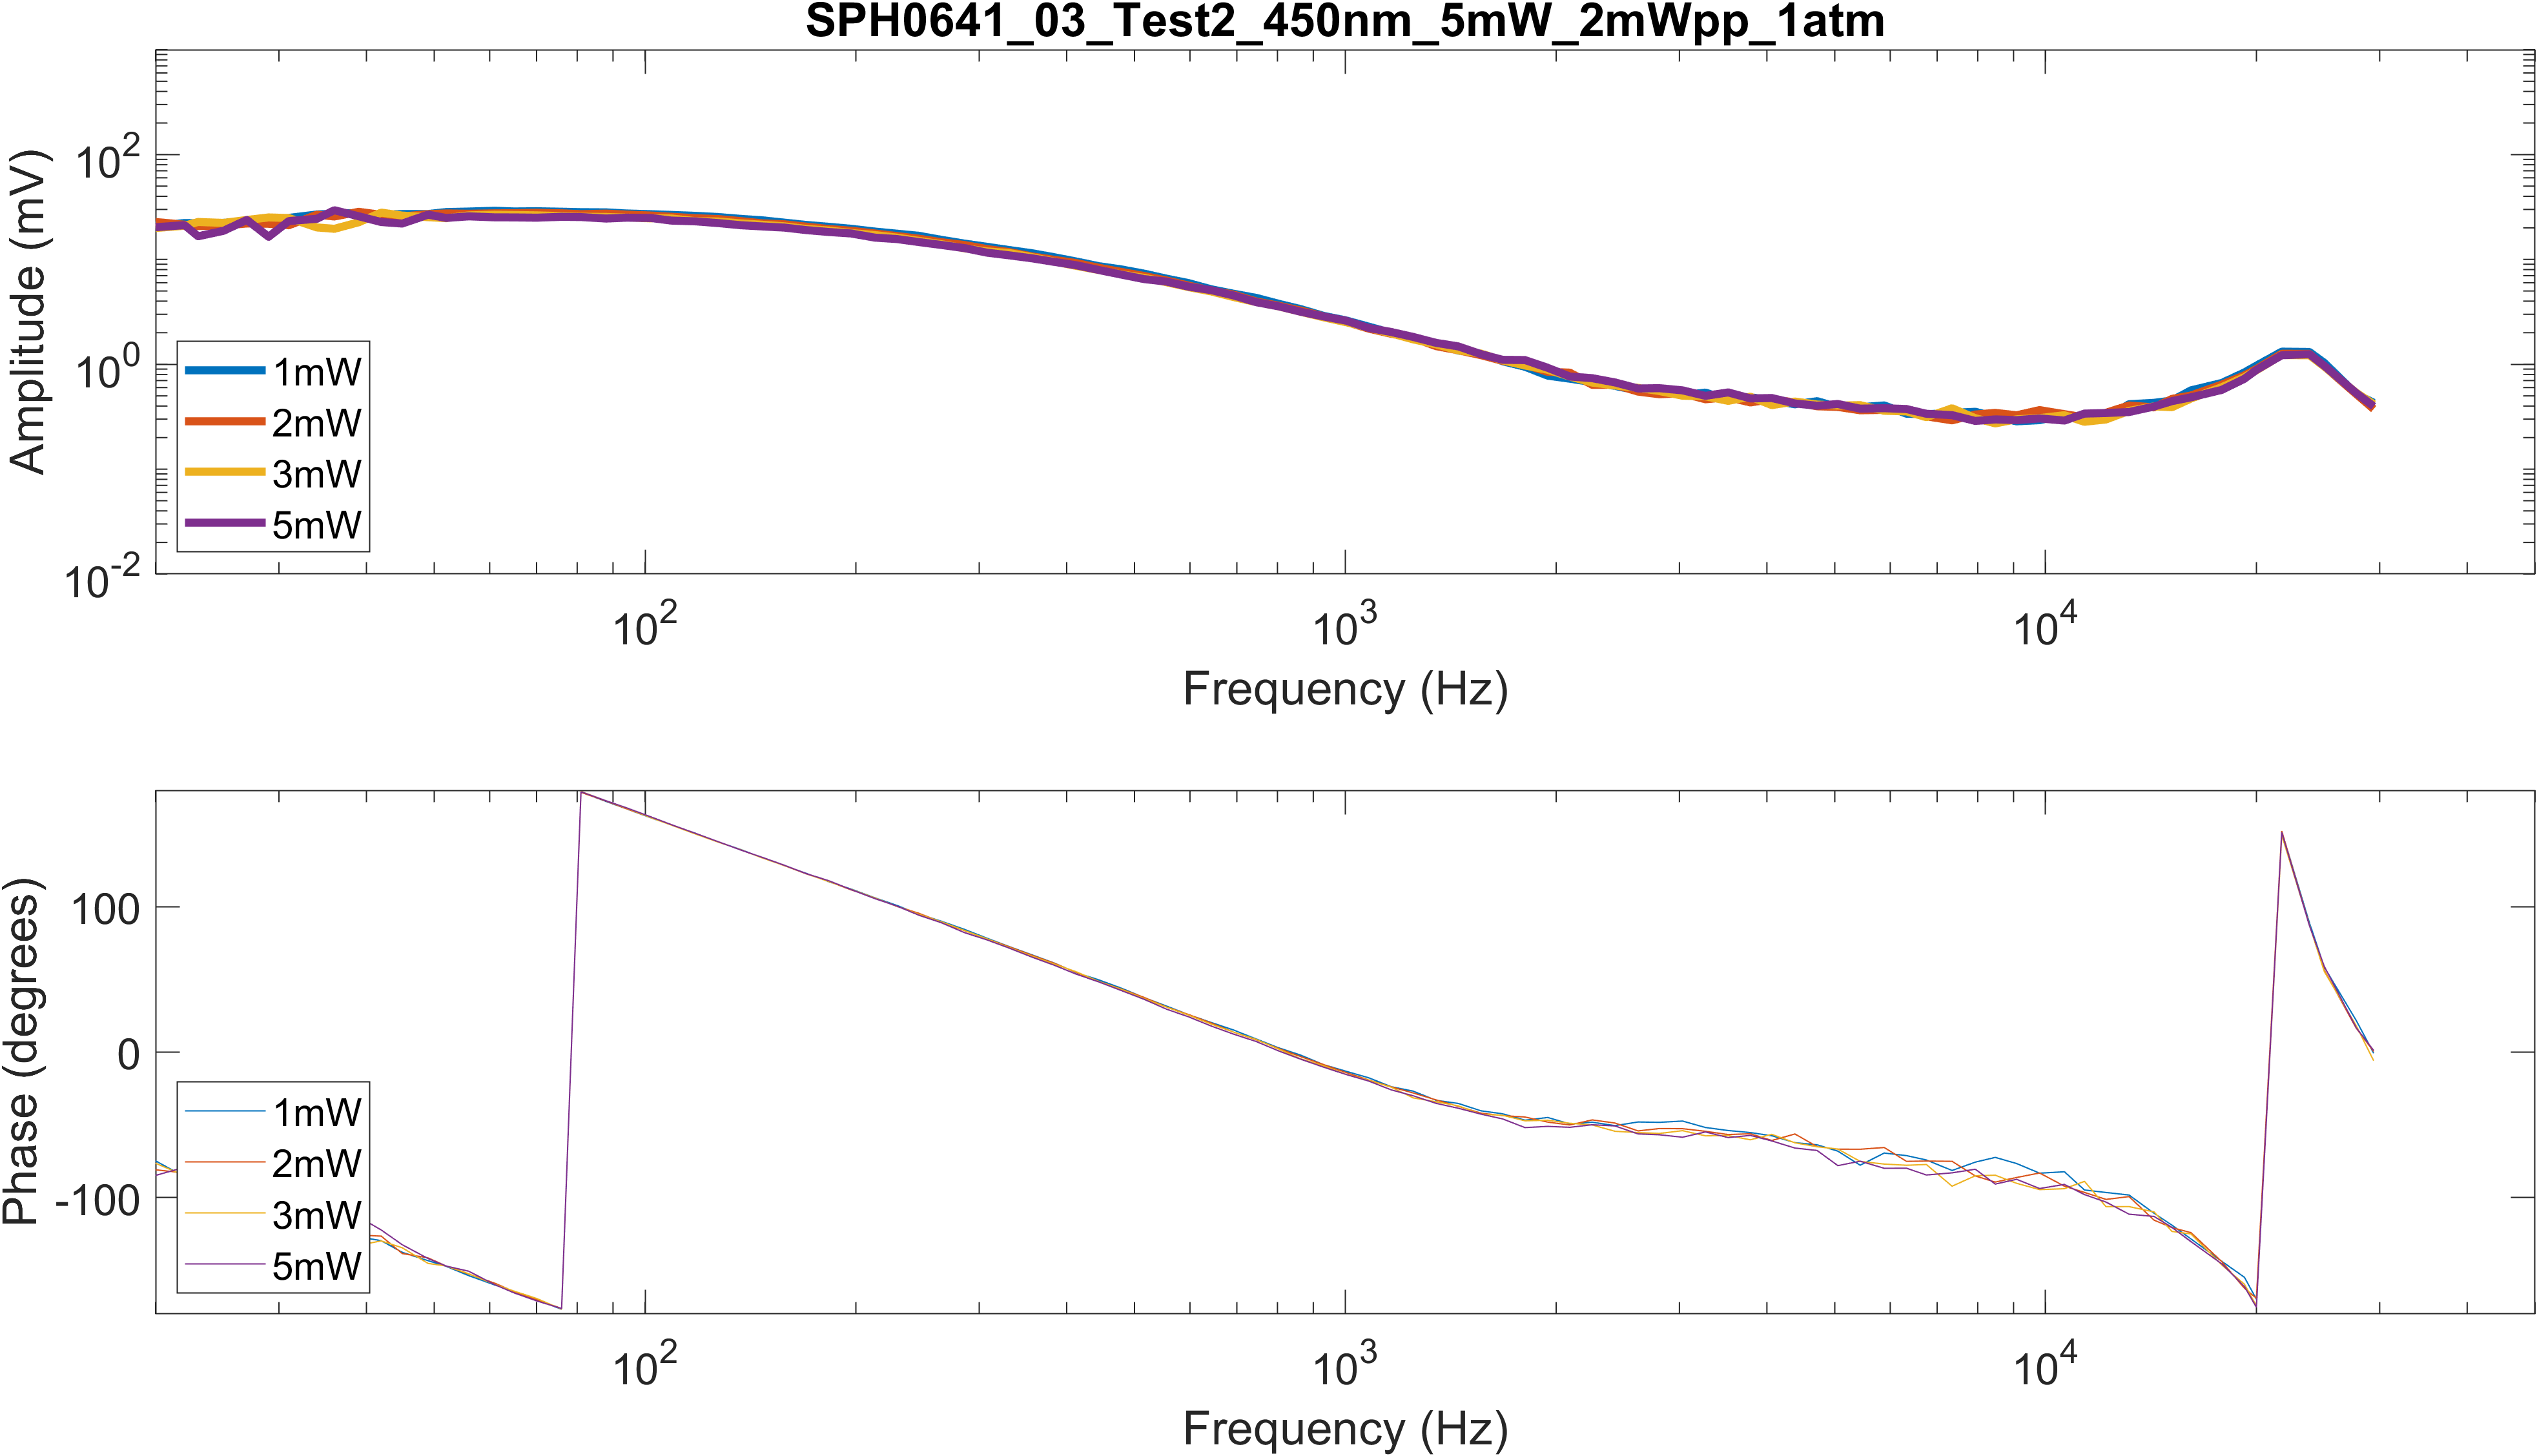 SPH0641_03_Test2_450nm_5mW_2mWpp_1atm
Amplitude (mV)
10^2
10^0
10^-2
1mW
2mW
3mW
5mW
10^2
10^3
10^4
Frequency (Hz)
Phase (degrees)
100
0
-100
1mW
2mW
3mW
5mW
10^2
10^3
10^4
Frequency (Hz)